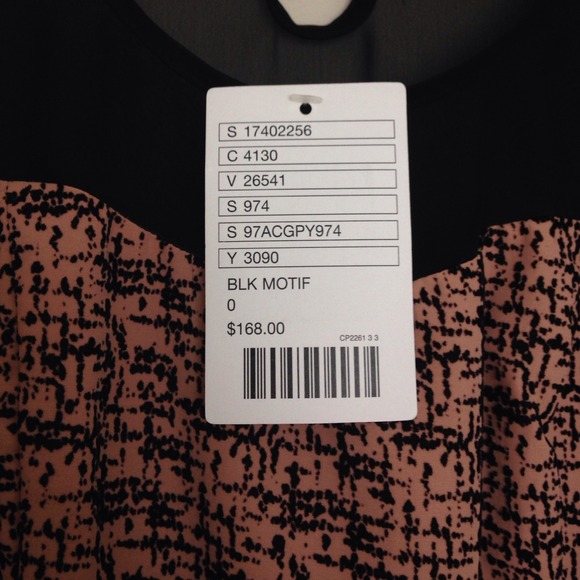 S 17402256
C 4130
V 26541
S 974
S 97ACGPY974
Y 3090
BLK MOTIF
0
$168.00
CP2261 3 3